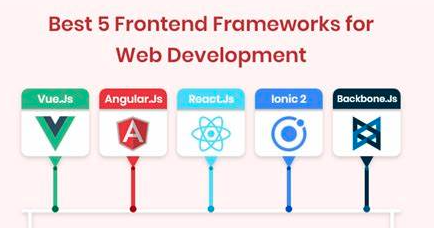 Best 5 Frontend Frameworks for
Web Development
Vue.Js
Angular.Js
React.Js
Ionic 2
Backbone.Js
A